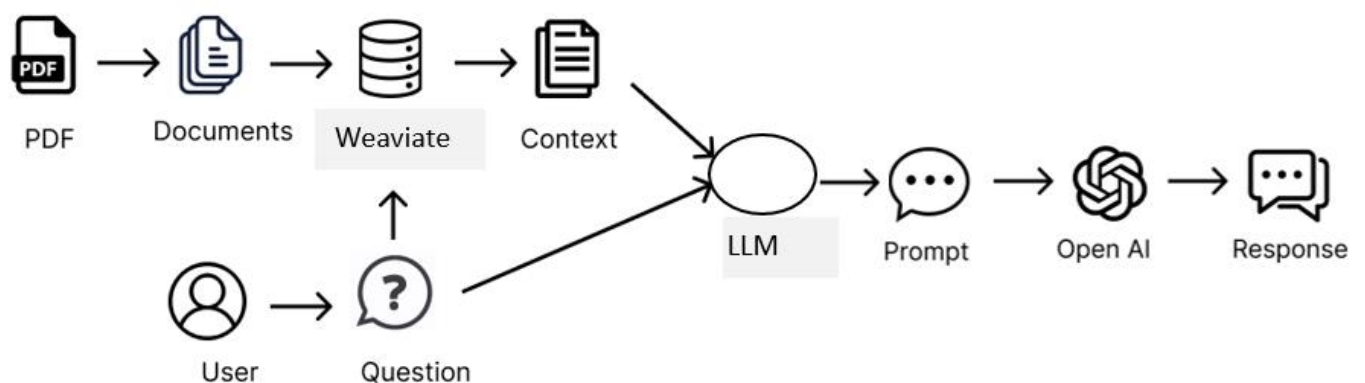 PDF
PDF
Documents
Weaviate
Context
LLM
Prompt
Open AI
Response
?
User
Question